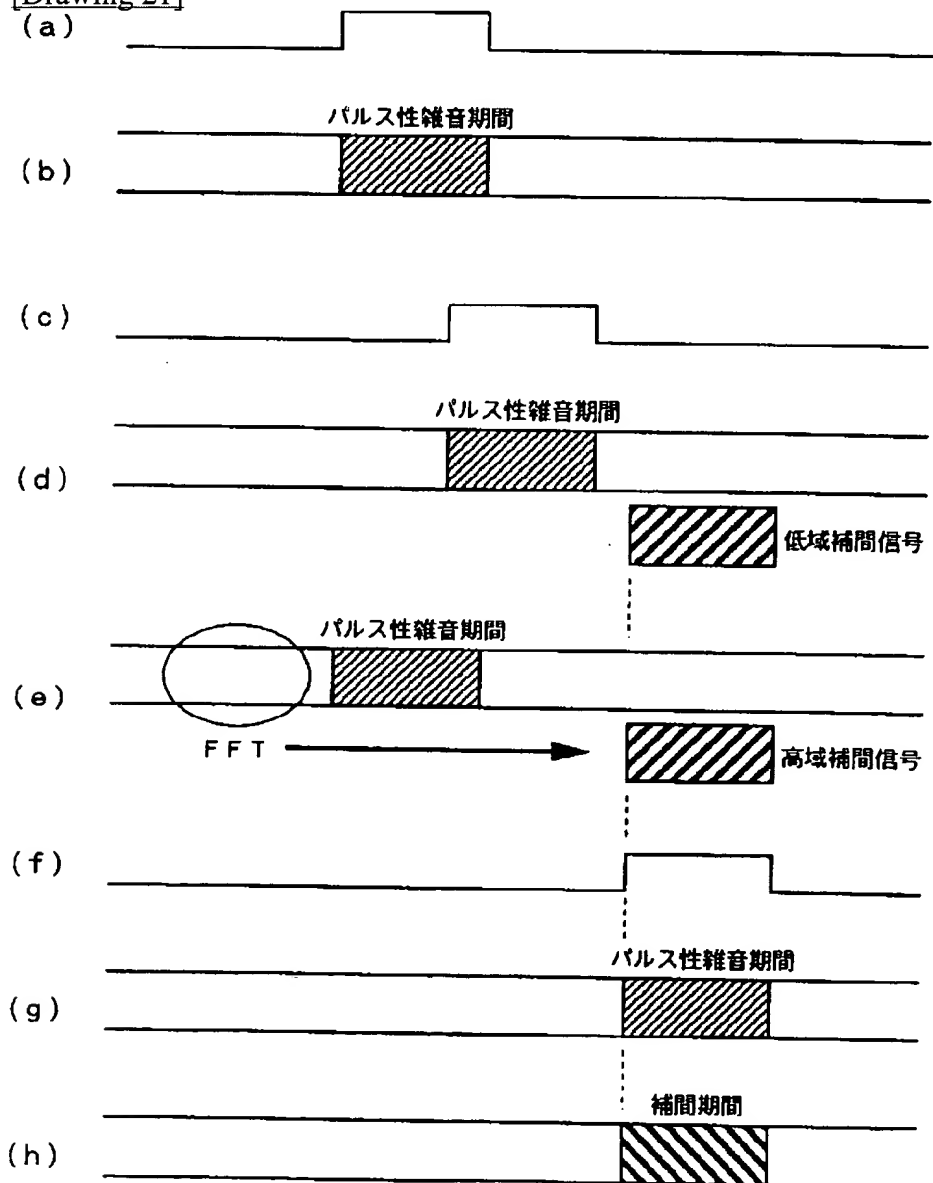 [Drawing 21]
(a)
パルス性雑音期間
(b)
(c)
パルス性雑音期間
(d)
低域補間信号
パルス性雑音期間
(e)
FFT
高域補間信号
(f)
パルス性雑音期間
(g)
補間期間
(h)